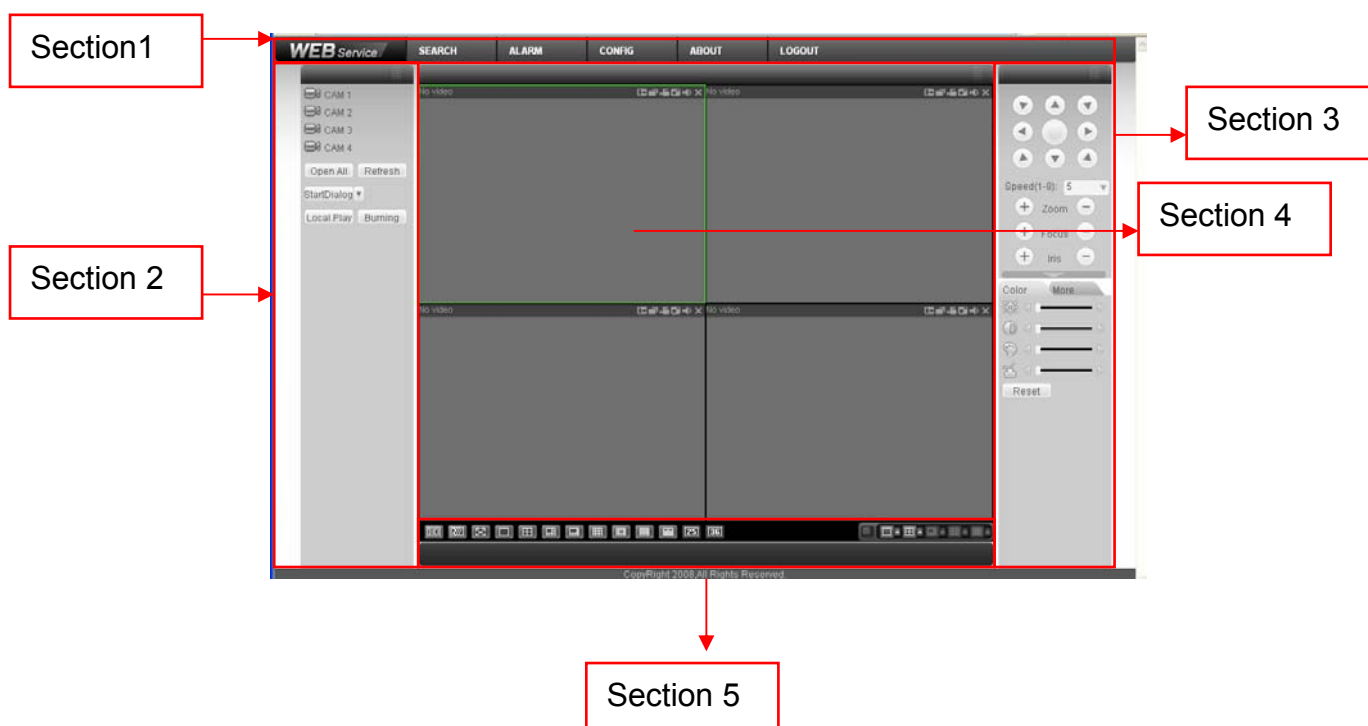 Section1
WEB Service
SEARCH
ALARM
CONFIG
ABOUT
LOGOUT
CAM 1
CAM 2
CAM 3
CAM 4
Open All
Refresh
StartDialog
Local Play
Burning
Section 2
No video
No video
No video
No video
Section 3
Speed(1-8): 5
Zoom
Focus
Iris
Section 4
Color
More
Reset
25
36
CopyRight 2008,All Rights Reserved.
Section 5